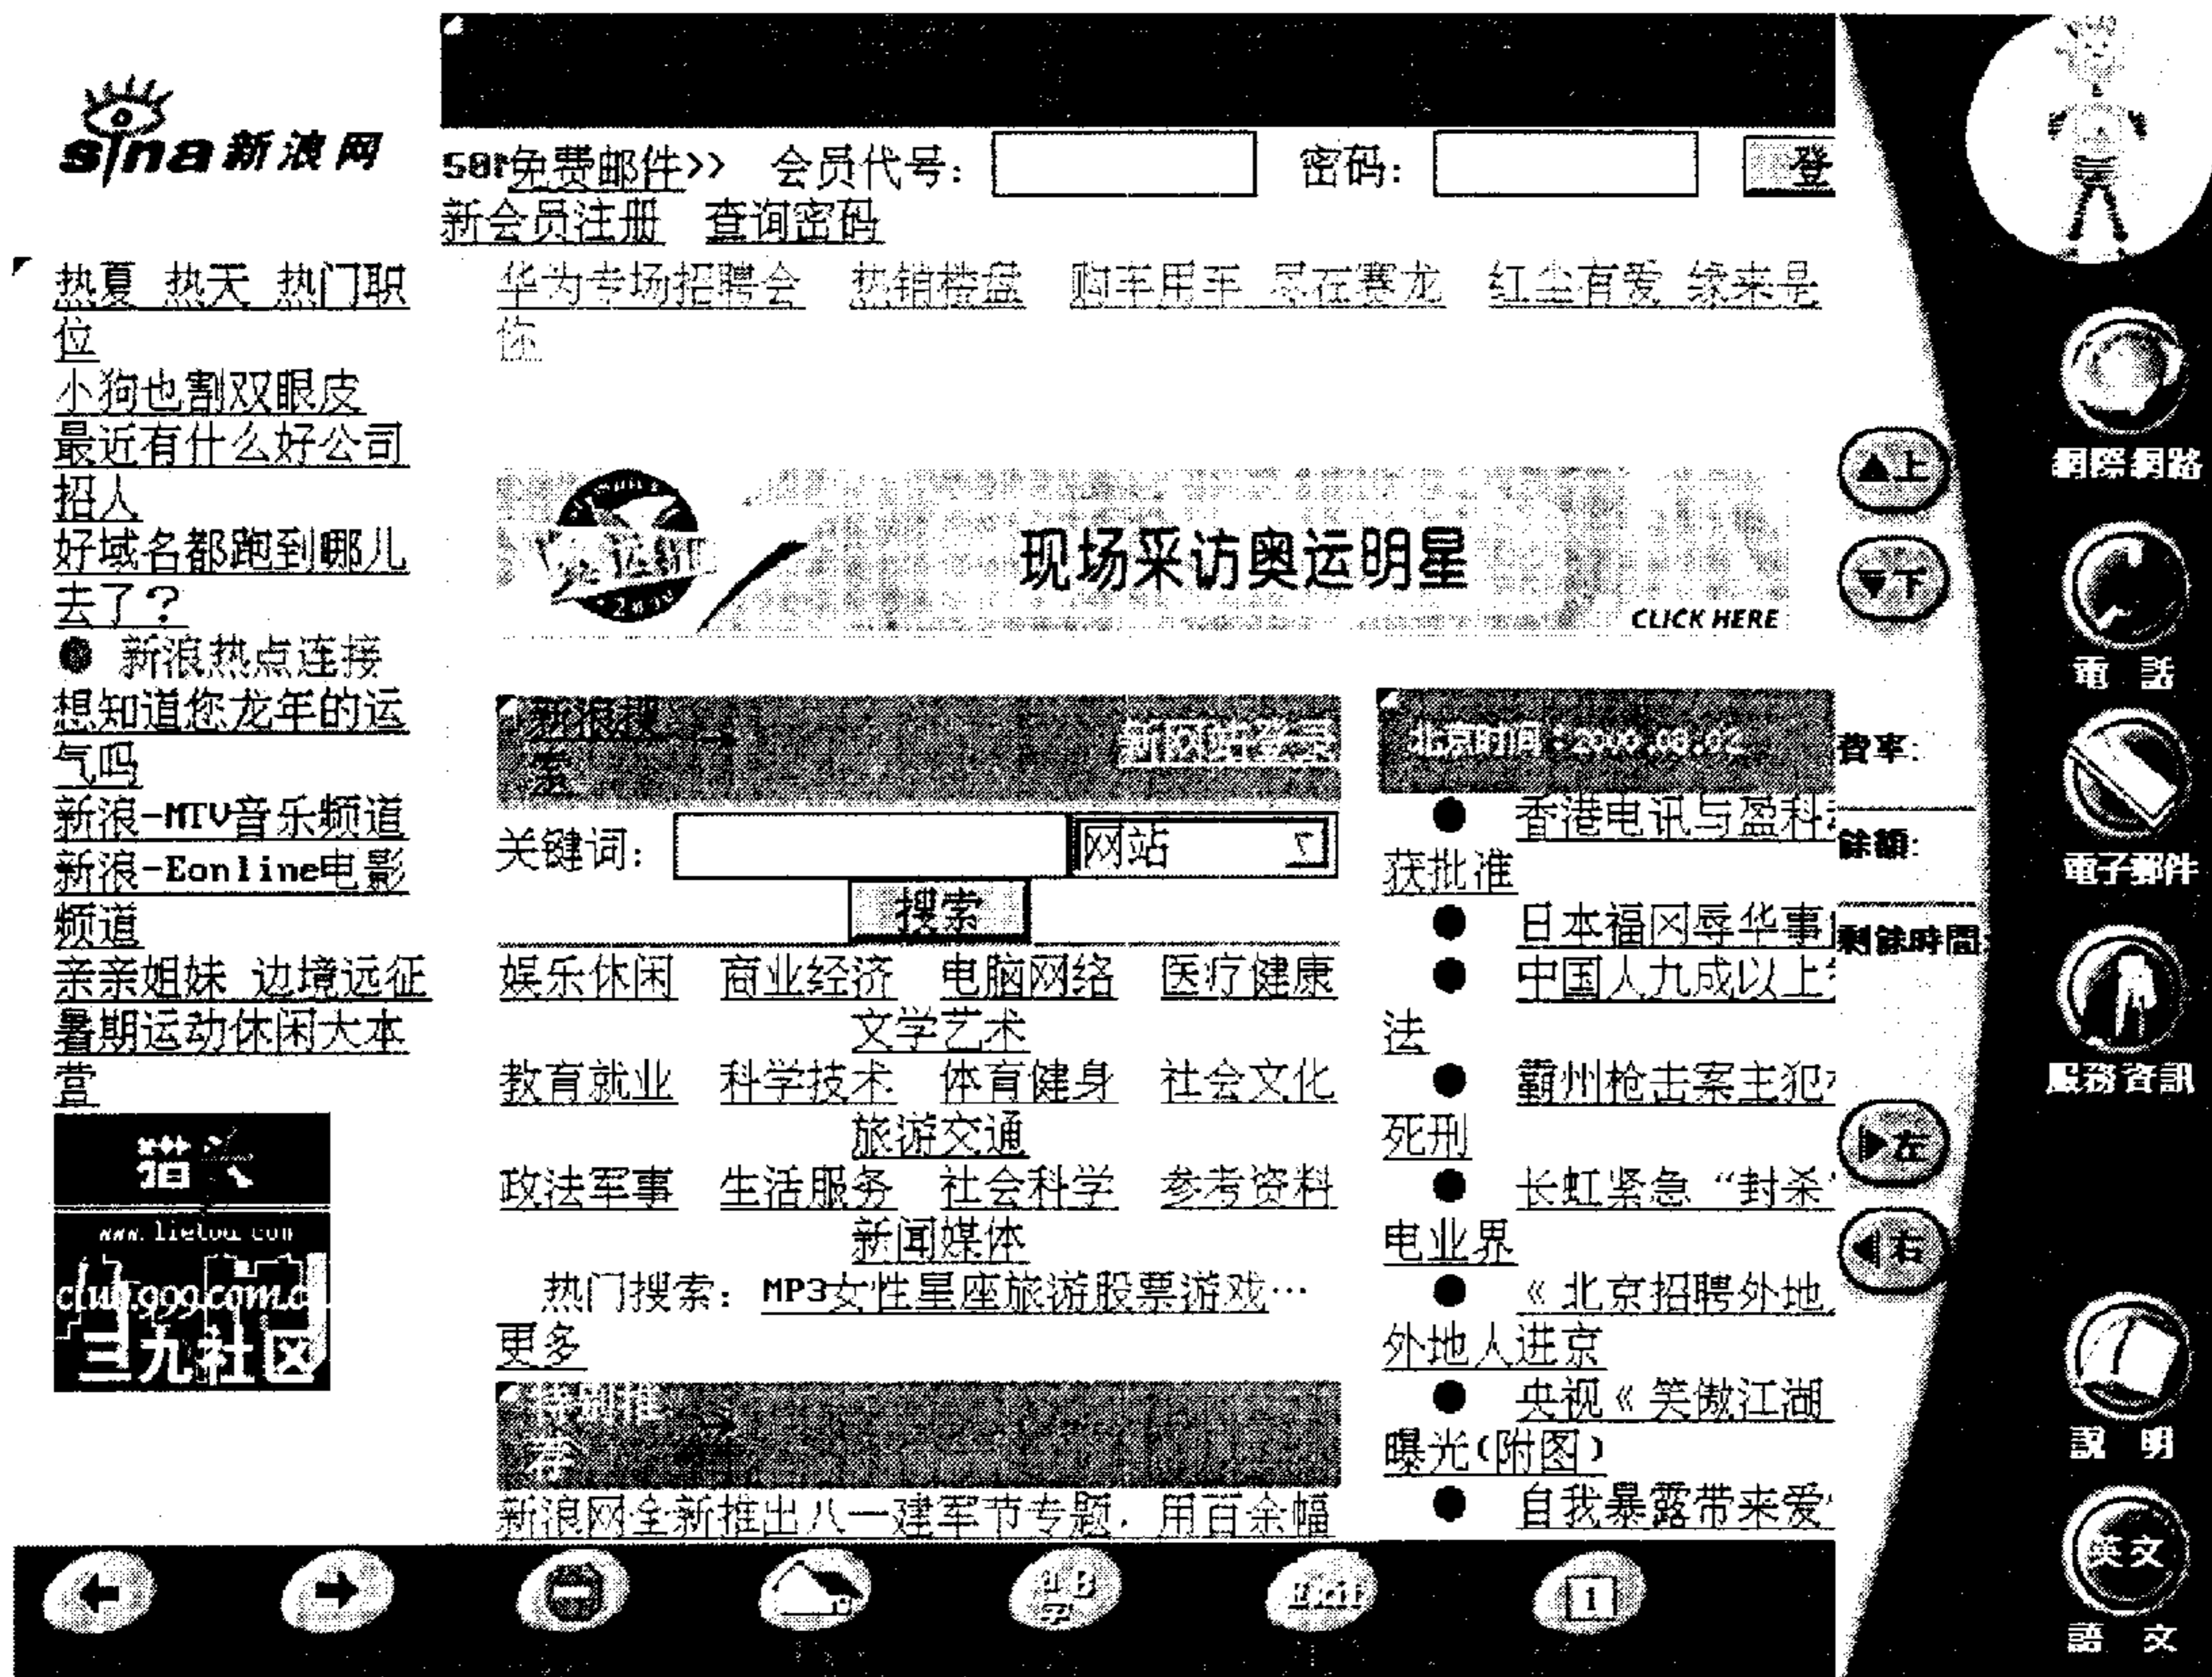 sina新浪网
50M免费邮件>> 会员代号: 密码: 登
新会员注册 查询密码
热夏 热天 热门职
位
小狗也割双眼皮
最近有什么好公司
招人
好域名都跑到哪儿
去了?
新浪热点连接
想知道您龙年的运
气吗
新浪-MTV音乐频道
新浪-Eonline电影
频道
亲亲姐妹 边境远征
暑期运动休闲大本
营
www.lietou.com
club.999.com.c
三九社区
华为专场招聘会 热销楼盘 购车用车 尽在赛龙 红尘有爱 缘来是
你
现场采访奥运明星
CLICK HERE
新浪搜
索
新网站登录
关键词: 网站
搜索
娱乐休闲 商业经济 电脑网络 医疗健康
文学艺术
教育就业 科学技术 体育健身 社会文化
旅游交通
政法军事 生活服务 社会科学 参考资料
新闻媒体
热门搜索: MP3女性星座旅游股票游戏…
更多
特别推
荐
新浪网全新推出八一建军节专题，用百余幅
北京时间:2000.08.02
香港电讯与盈科
获批准
日本福冈辱华事
中国人九成以上
法
霸州枪击案主犯
死刑
长虹紧急“封杀”
电业界
《北京招聘外地
外地人进京
央视《笑傲江湖
曝光(附图)
自我暴露带来爱
▲上
▼下
費率:
餘額:
剩餘時間
▶左
◀右
網際網路
電 話
電子郵件
服務資訊
說 明
英文
語 文
Exit
1